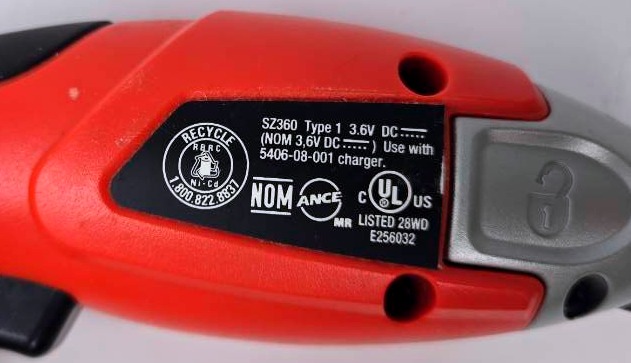 RECYCLE
RBRC
Ni-Cd
1.800.822.8837
SZ360 Type 1 3.6V DC
(NOM 3,6V DC ) Use with
5406-08-001 charger.
NOM ANCE MR
C UL ® US
LISTED 28WD
E256032
1